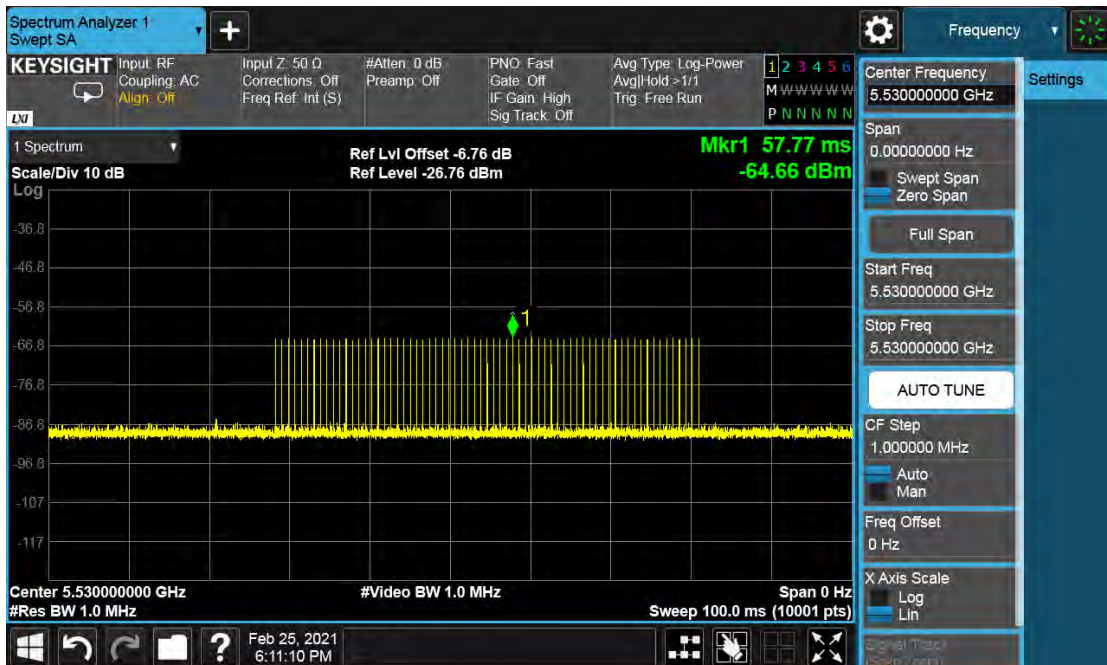 Spectrum Analyzer 1
Swept SA
+
Frequency
KEYSIGHT
Input: RF
Coupling: AC
Align: Off
Input Z: 50 Ω
Corrections: Off
Freq Ref: Int (S)
#Atten: 0 dB
Preamp: Off
PNO: Fast
Gate: Off
IF Gain: High
Sig Track: Off
Avg Type: Log-Power
Avg|Hold >1/1
Trig: Free Run
1 2 3 4 5 6
M W W W W W W
P N N N N N
LXI
1 Spectrum
Scale/Div 10 dB
Ref Lvl Offset -6.76 dB
Ref Level -26.76 dBm
Mkr1 57.77 ms
-64.66 dBm
Log
-36.8
-46.8
-56.8
-66.8
-76.8
-86.8
-96.8
-107
-117
1
Center 5.530000000 GHz
#Res BW 1.0 MHz
#Video BW 1.0 MHz
Span 0 Hz
Sweep 100.0 ms (10001 pts)
Center Frequency
5.530000000 GHz
Span
0.00000000 Hz
Swept Span
Zero Span
Full Span
Start Freq
5.530000000 GHz
Stop Freq
5.530000000 GHz
AUTO TUNE
CF Step
1.000000 MHz
Auto
Man
Freq Offset
0 Hz
X Axis Scale
Log
Lin
Signal Track
Settings
?
Feb 25, 2021
6:11:10 PM